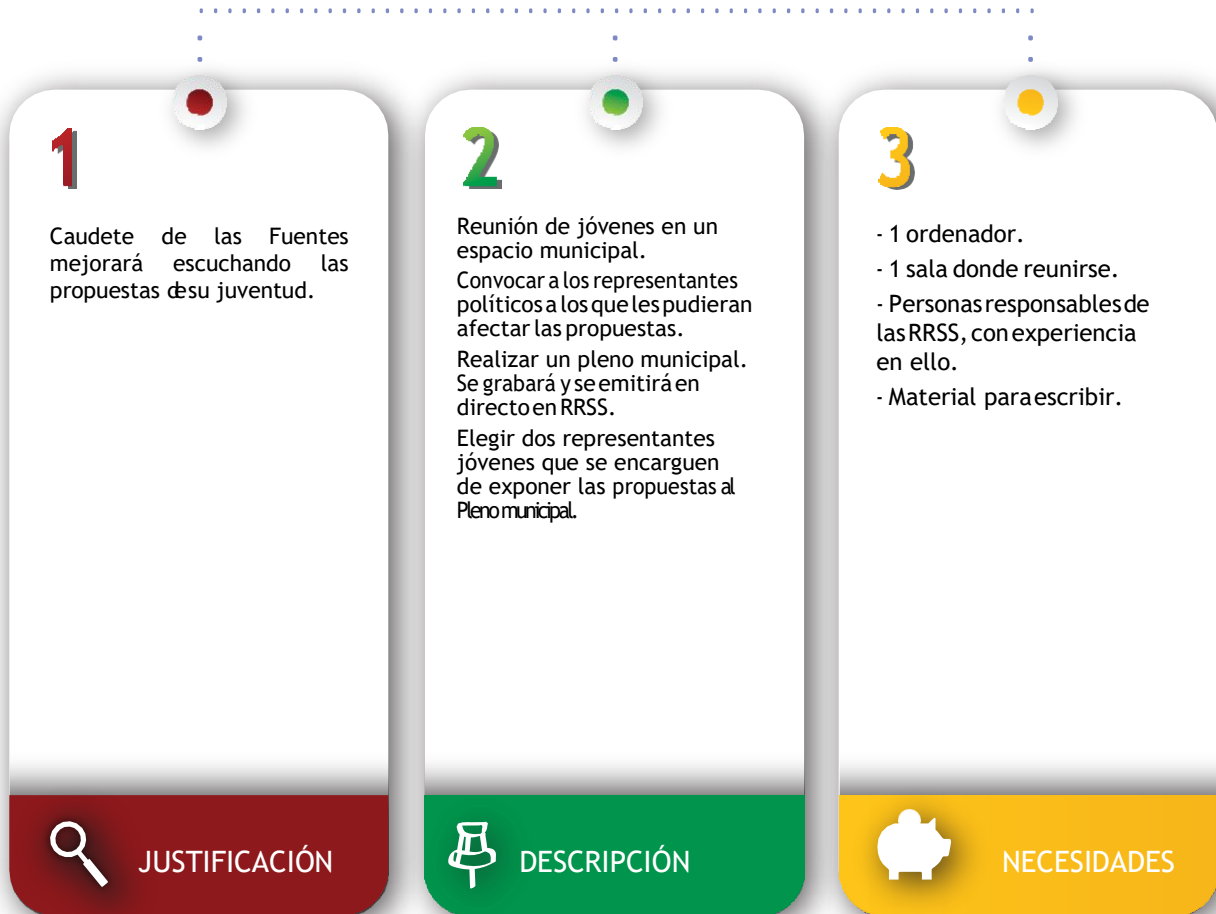 1
Caudete de las Fuentes
mejorará escuchando las
propuestas de su juventud.
JUSTIFICACIÓN
2
Reunión de jóvenes en un
espacio municipal.
Convocar a los representantes
políticos a los que les pudieran
afectar las propuestas.
Realizar un pleno municipal.
Se grabará y se emitirá en
directo en RRSS.
Elegir dos representantes
jóvenes que se encarguen
de exponer las propuestas al
Pleno municipal.
DESCRIPCIÓN
3
- 1 ordenador.
- 1 sala donde reunirse.
- Personas responsables de
las RRSS, con experiencia
en ello.
- Material para escribir.
NECESIDADES